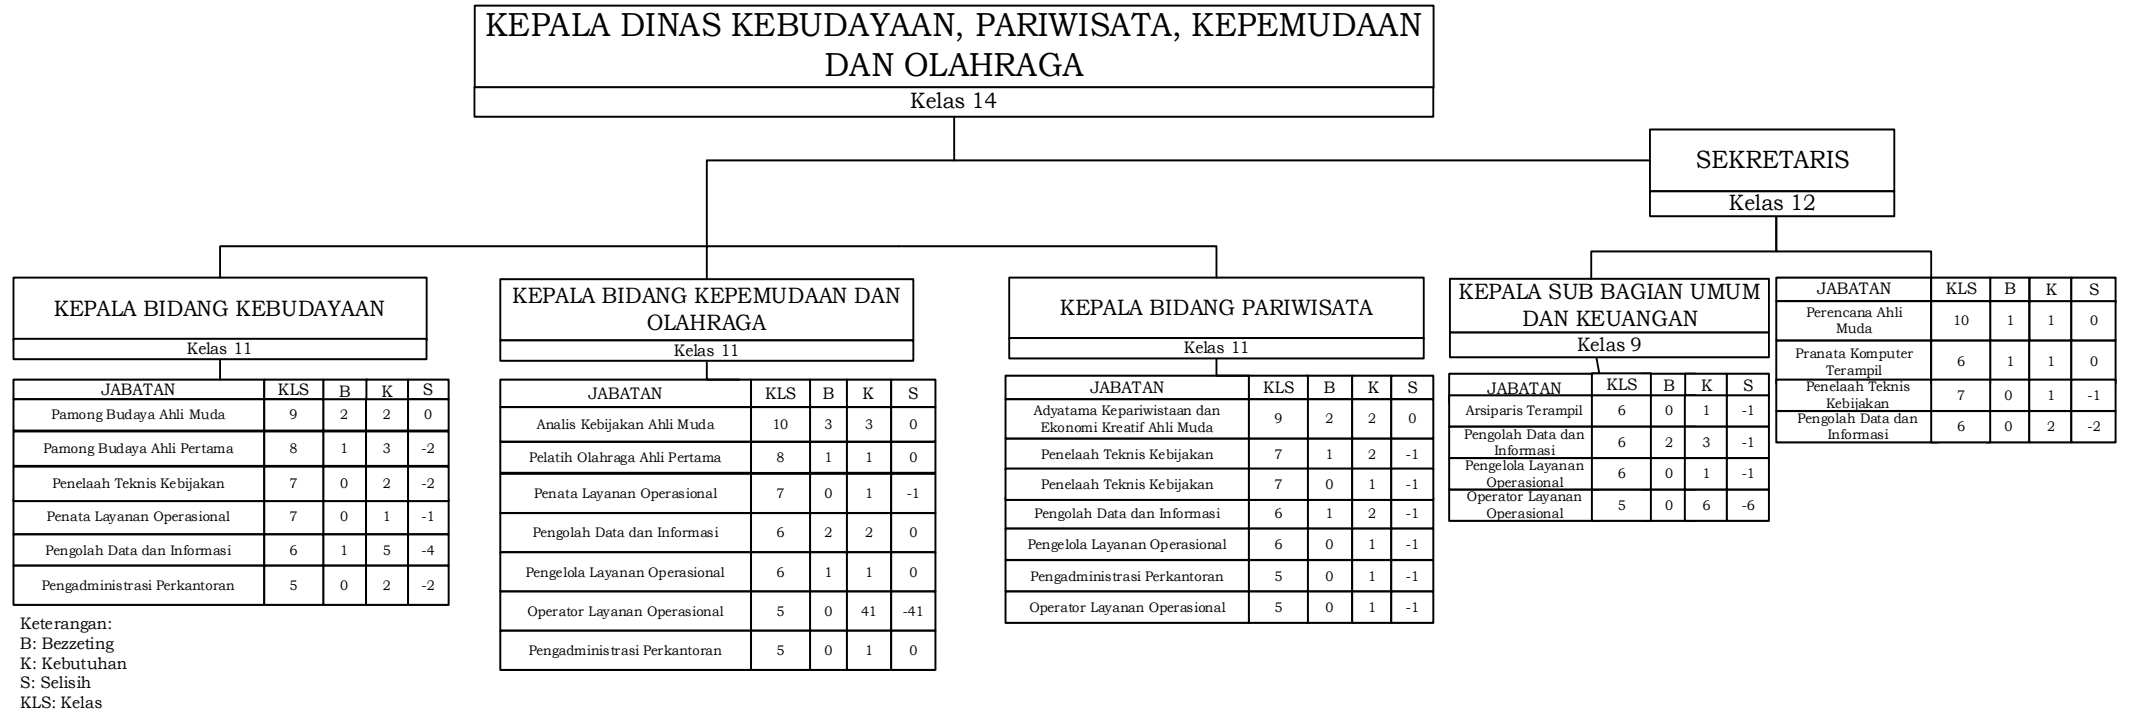 KEPALA DINAS KEBUDAYAAN, PARIWISATA, KEPEMUDAAN
DAN OLAHRAGA
Kelas 14
SEKRETARIS
Kelas 12
KEPALA BIDANG KEBUDAYAAN
Kelas 11
JABATAN KLS B K S
Pamong Budaya Ahli Muda 9 2 2 0
Pamong Budaya Ahli Pertama 8 1 3 -2
Penelaah Teknis Kebijakan 7 0 2 -2
Penata Layanan Operasional 7 0 1 -1
Pengolah Data dan Informasi 6 1 5 -4
Pengadministrasi Perkantoran 5 0 2 -2
KEPALA BIDANG KEPEMUDAAN DAN
OLAHRAGA
Kelas 11
JABATAN KLS B K S
Analis Kebijakan Ahli Muda 10 3 3 0
Pelatih Olahraga Ahli Pertama 8 1 1 0
Penata Layanan Operasional 7 0 1 -1
Pengolah Data dan Informasi 6 2 2 0
Pengelola Layanan Operasional 6 1 1 0
Operator Layanan Operasional 5 0 41 -41
Pengadministrasi Perkantoran 5 0 1 0
KEPALA BIDANG PARIWISATA
Kelas 11
JABATAN KLS B K S
Adyatama Kepariwistaan dan
Ekonomi Kreatif Ahli Muda 9 2 2 0
Penelaah Teknis Kebijakan 7 1 2 -1
Penelaah Teknis Kebijakan 7 0 1 -1
Pengolah Data dan Informasi 6 1 2 -1
Pengelola Layanan Operasional 6 0 1 -1
Pengadministrasi Perkantoran 5 0 1 -1
Operator Layanan Operasional 5 0 1 -1
KEPALA SUB BAGIAN UMUM
DAN KEUANGAN
Kelas 9
JABATAN KLS B K S
Arsiparis Terampil 6 0 1 -1
Pengolah Data dan
Informasi 6 2 3 -1
Pengelola Layanan
Operasional 6 0 1 -1
Operator Layanan
Operasional 5 0 6 -6
JABATAN KLS B K S
Perencana Ahli
Muda 10 1 1 0
Pranata Komputer
Terampil 6 1 1 0
Penelaah Teknis
Kebijakan 7 0 1 -1
Pengolah Data dan
Informasi 6 0 2 -2
Keterangan:
B: Bezzeting
K: Kebutuhan
S: Selisih
KLS: Kelas